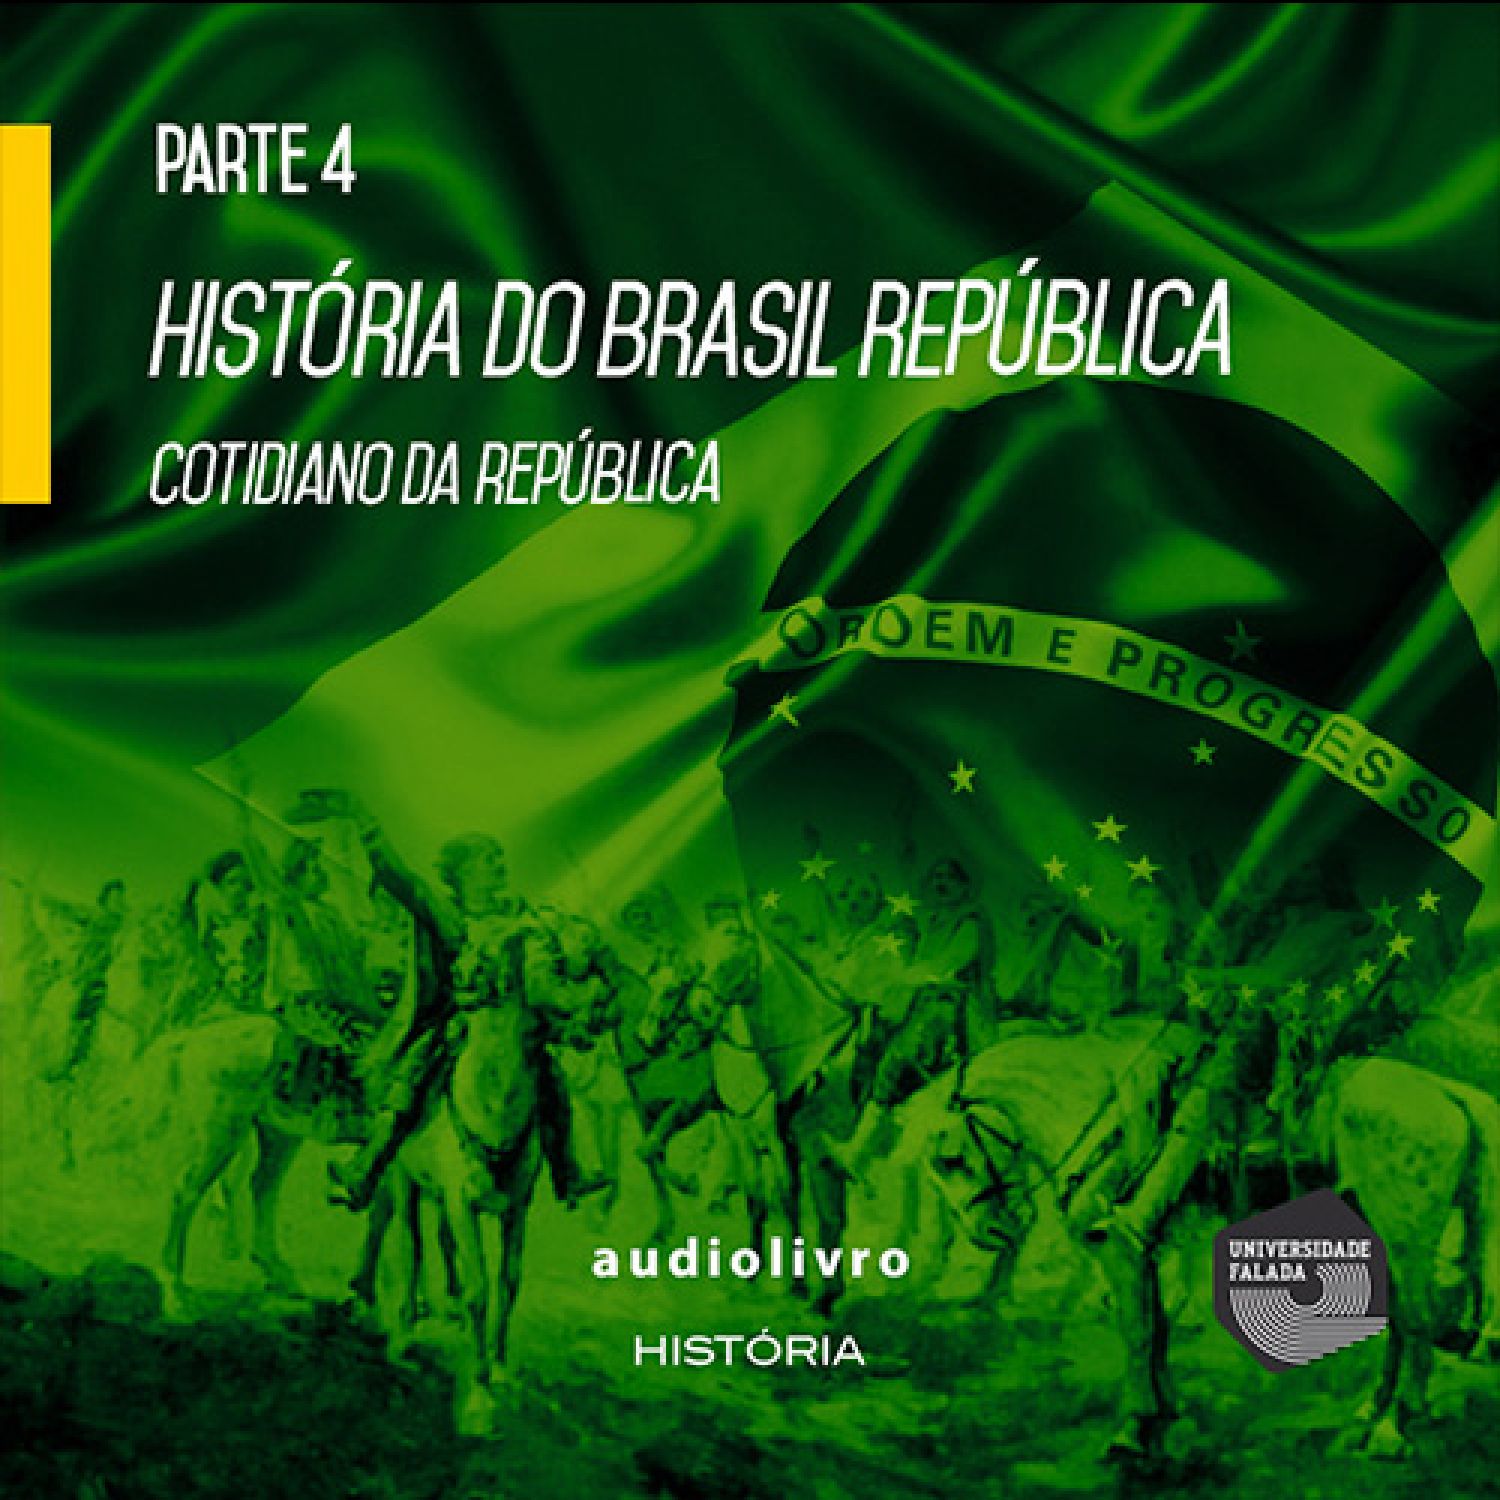 PARTE 4
HISTÓRIA DO BRASIL REPÚBLICA
COTIDIANO DA REPÚBLICA
ORDEM E PROGRESSO
audiolivro
HISTÓRIA
UNIVERSIDADE
FALADA